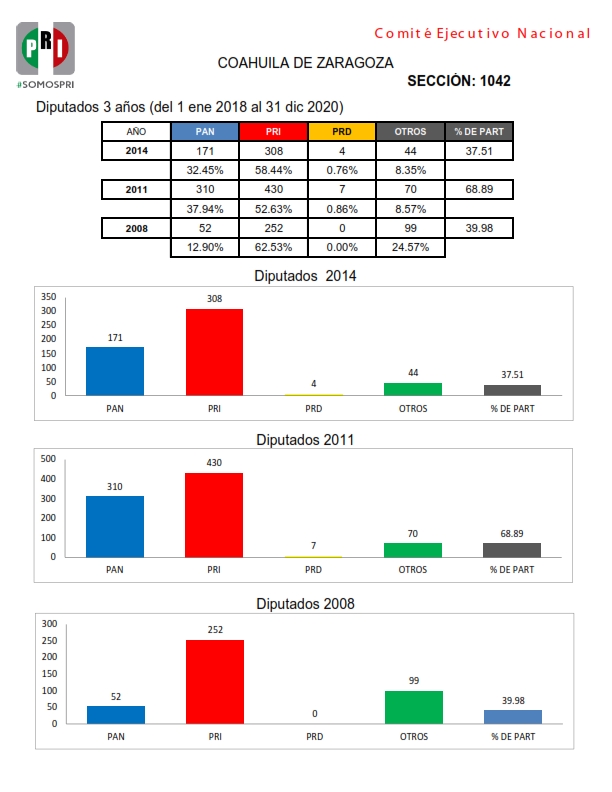 PRI
#SOMOSPRI
Comité Ejecutivo Nacional
COAHUILA DE ZARAGOZA
SECCIÓN: 1042
Diputados 3 años (del 1 ene 2018 al 31 dic 2020)
AÑO PAN PRI PRD OTROS % DE PART
2014 171 308 4 44 37.51
32.45% 58.44% 0.76% 8.35%
2011 310 430 7 70 68.89
37.94% 52.63% 0.86% 8.57%
2008 52 252 0 99 39.98
12.90% 62.53% 0.00% 24.57%
Diputados 2014
350
300
250
200
150
100
50
0
171 308 4 44 37.51
PAN PRI PRD OTROS % DE PART
Diputados 2011
500
400
300
200
100
0
310 430 7 70 68.89
PAN PRI PRD OTROS % DE PART
Diputados 2008
300
250
200
150
100
50
0
52 252 0 99 39.98
PAN PRI PRD OTROS % DE PART